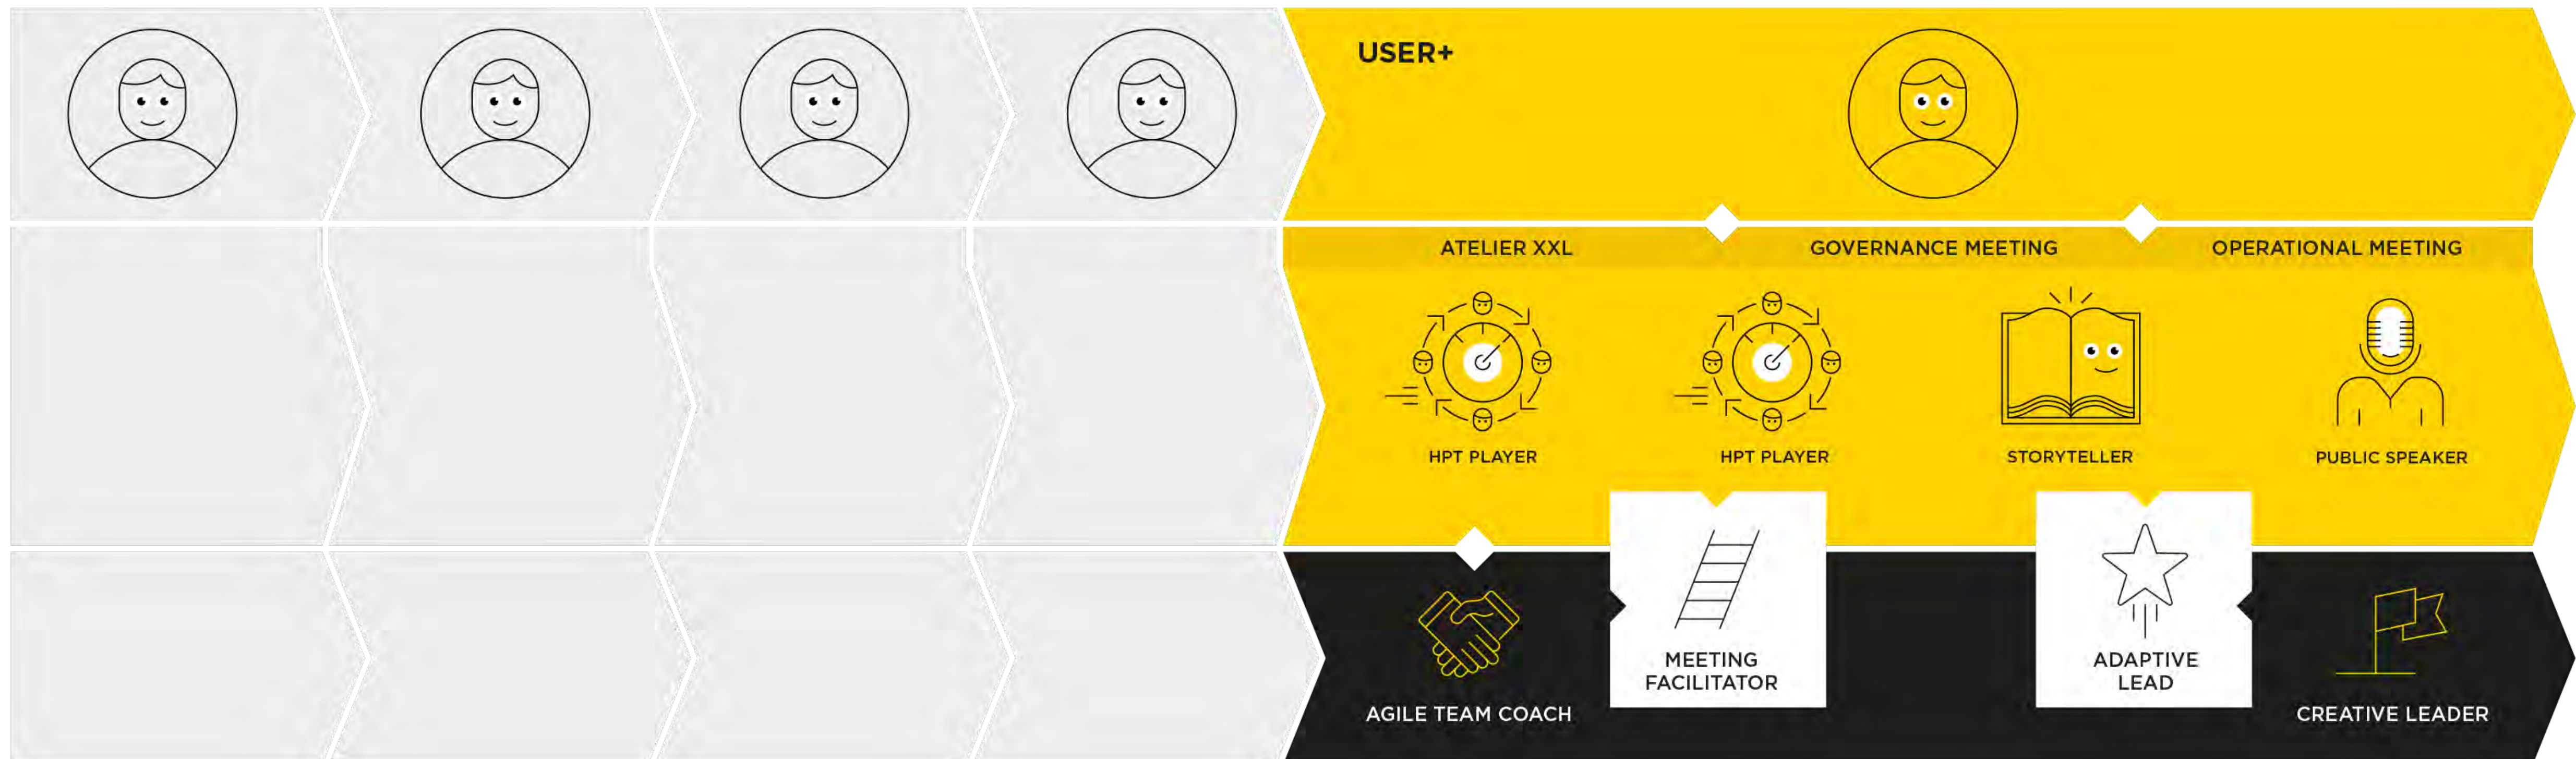 USER+
ATELIER XXL
GOVERNANCE MEETING
OPERATIONAL MEETING
HPT PLAYER
HPT PLAYER
STORYTELLER
PUBLIC SPEAKER
AGILE TEAM COACH
MEETING
FACILITATOR
ADAPTIVE
LEAD
CREATIVE LEADER